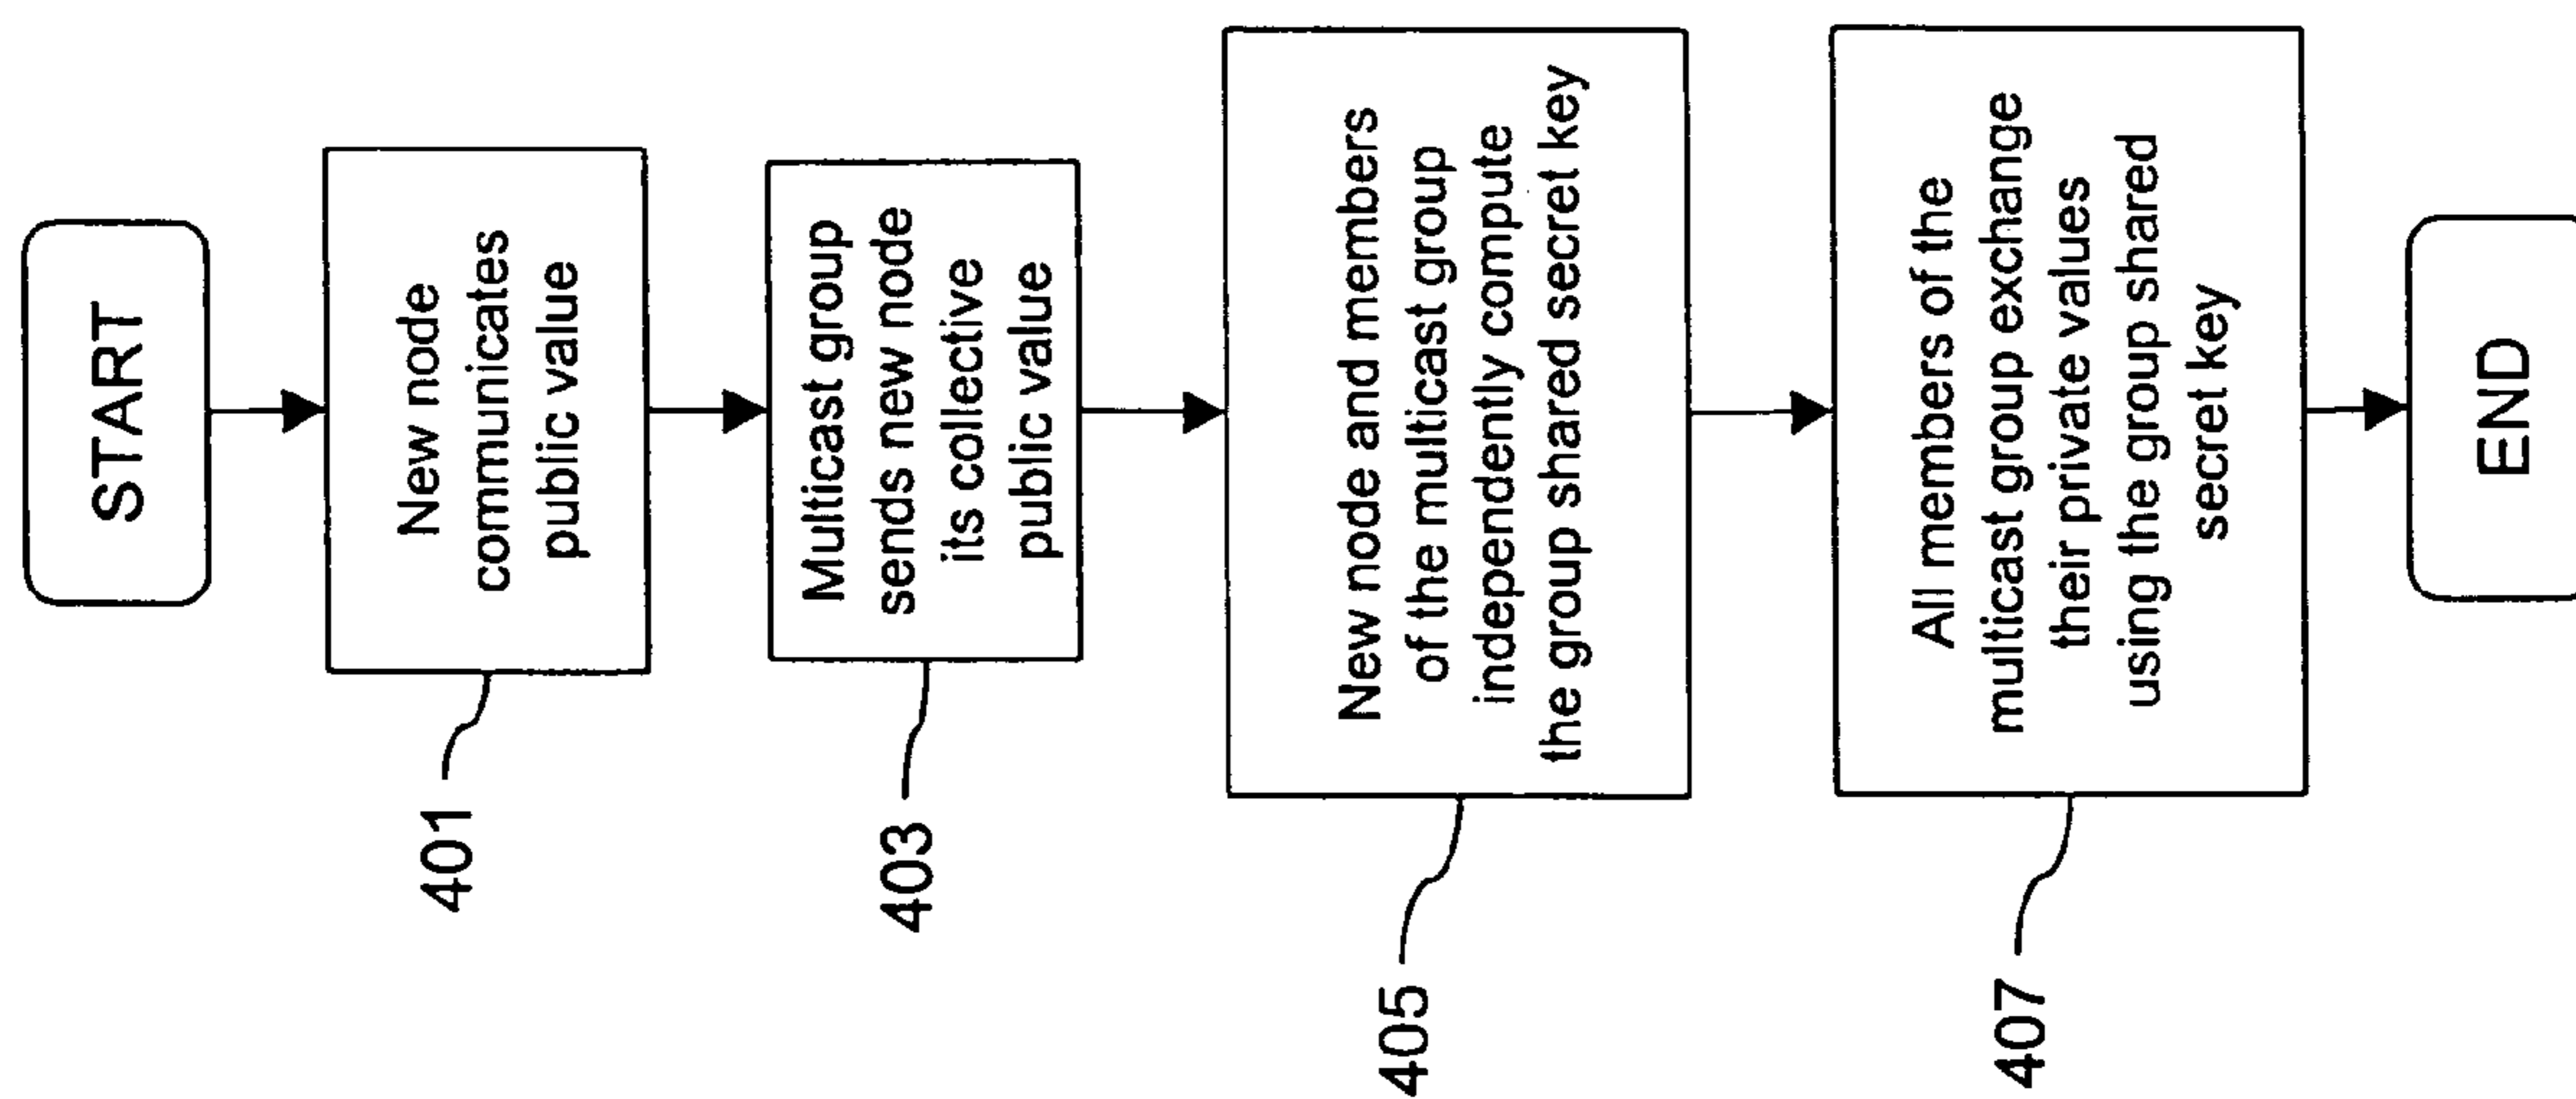 START
New node
communicates
public value
401
Multicast group
sends new node
its collective
public value
403
New node and members
of the multicast group
independently compute
the group shared secret key
405
All members of the
multicast group exchange
their private values
using the group shared
secret key
407
END